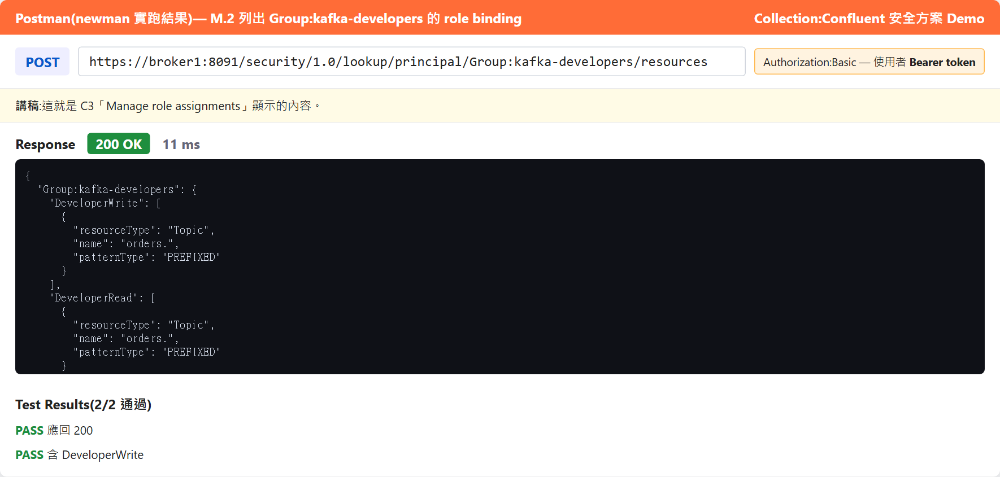 Postman(newman 實跑結果)— M.2 列出 Group:kafka-developers 的 role binding
Collection:Confluent 安全方案 Demo
POST
https://broker1:8091/security/1.0/lookup/principal/Group:kafka-developers/resources
Authorization:Basic — 使用者 Bearer token
講稿:這就是 C3「Manage role assignments」顯示的內容。
Response 200 OK 11 ms
{
  "Group:kafka-developers": {
    "DeveloperWrite": [
      {
        "resourceType": "Topic",
        "name": "orders.",
        "patternType": "PREFIXED"
      }
    ],
    "DeveloperRead": [
      {
        "resourceType": "Topic",
        "name": "orders.",
        "patternType": "PREFIXED"
      }
Test Results(2/2 通過)
PASS 應回 200
PASS 含 DeveloperWrite